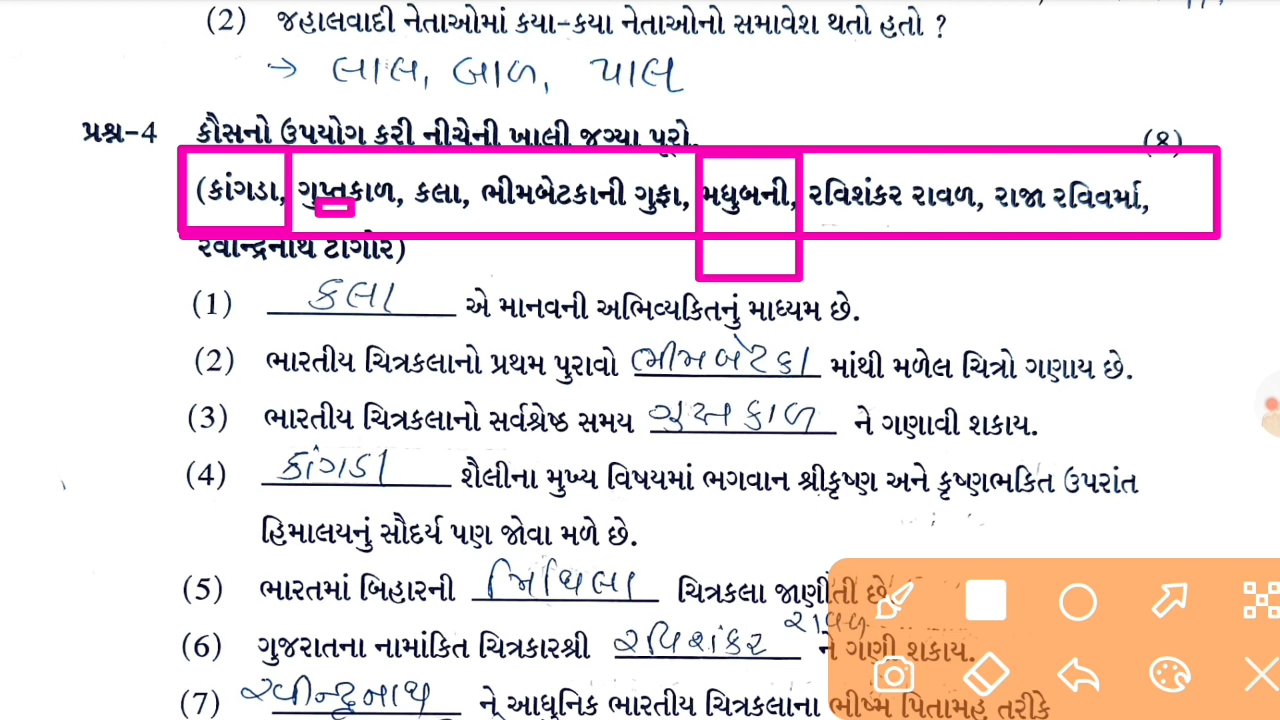 (2) જહાલવાદી નેતાઓમાં કયા-કયા નેતાઓનો સમાવેશ થતો હતો ?
→ લાલ, બાળ, પાલ
પ્રશ્ન-4 કૌસનો ઉપયોગ કરી નીચેની ખાલી જગ્યા પૂરો. (8)
(કાંગડા, ગુપ્તકાળ, કલા, ભીમબેટકાની ગુફા, મધુબની, રવિશંકર રાવળ, રાજા રવિવર્મા,
રવીન્દ્રનાથ ટાગોર)
(1) કલા એ માનવની અભિવ્યકિતનું માધ્યમ છે.
(2) ભારતીય ચિત્રકલાનો પ્રથમ પુરાવો ભીમબેટકા માંથી મળેલ ચિત્રો ગણાય છે.
(3) ભારતીય ચિત્રકલાનો સર્વશ્રેષ્ઠ સમય ગુપ્તકાળ ને ગણાવી શકાય.
(4) કાંગડા શૈલીના મુખ્ય વિષયમાં ભગવાન શ્રીકૃષ્ણ અને કૃષ્ણભકિત ઉપરાંત
હિમાલયનું સૌદર્ય પણ જોવા મળે છે.
(5) ભારતમાં બિહારની મિથિલા ચિત્રકલા જાણીતી છે.
(6) ગુજરાતના નામાંકિત ચિત્રકારશ્રી રવિશંકર રાવળ ને ગણી શકાય.
(7) રવીન્દ્રનાથ ને આધુનિક ભારતીય ચિત્રકલાના ભીષ્મ પિતામહ તરીકે